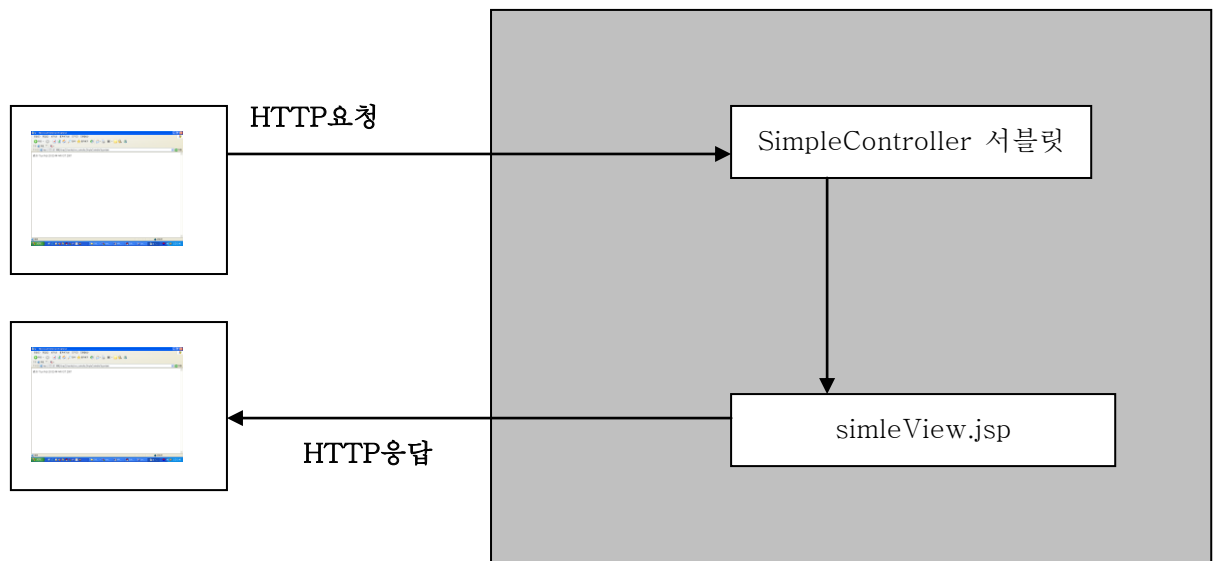 HTTP요청
SimpleController 서블릿
simleView.jsp
HTTP응답